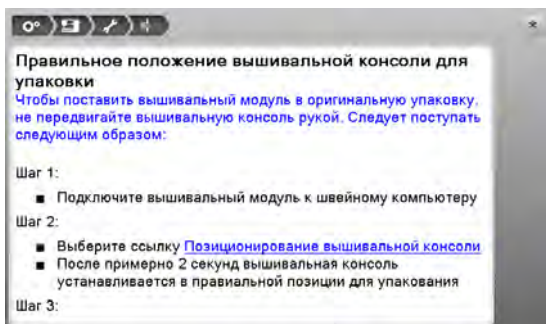 Правильное положение вышивальной консоли для
упаковки
Чтобы поставить вышивальный модуль в оригинальную упаковку,
не передвигайте вышивальную консоль рукой. Следует поступать
следующим образом:
Шаг 1:
Подключите вышивальный модуль к швейному компьютеру
Шаг 2:
Выберите ссылку Позиционирование вышивальной консоли
После примерно 2 секунд вышивальная консоль
устанавливается в правиальной позиции для упакования
Шаг 3: